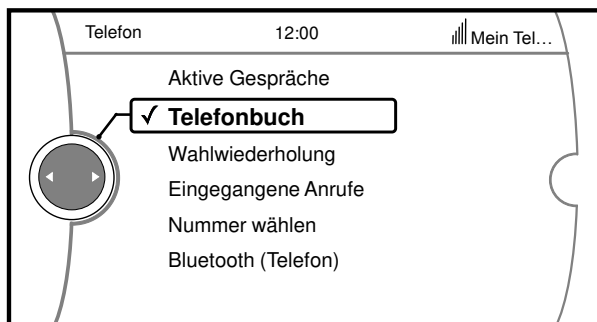 Telefon 12:00 Mein Tel…
Aktive Gespräche
✓ Telefonbuch
Wahlwiederholung
Eingegangene Anrufe
Nummer wählen
Bluetooth (Telefon)